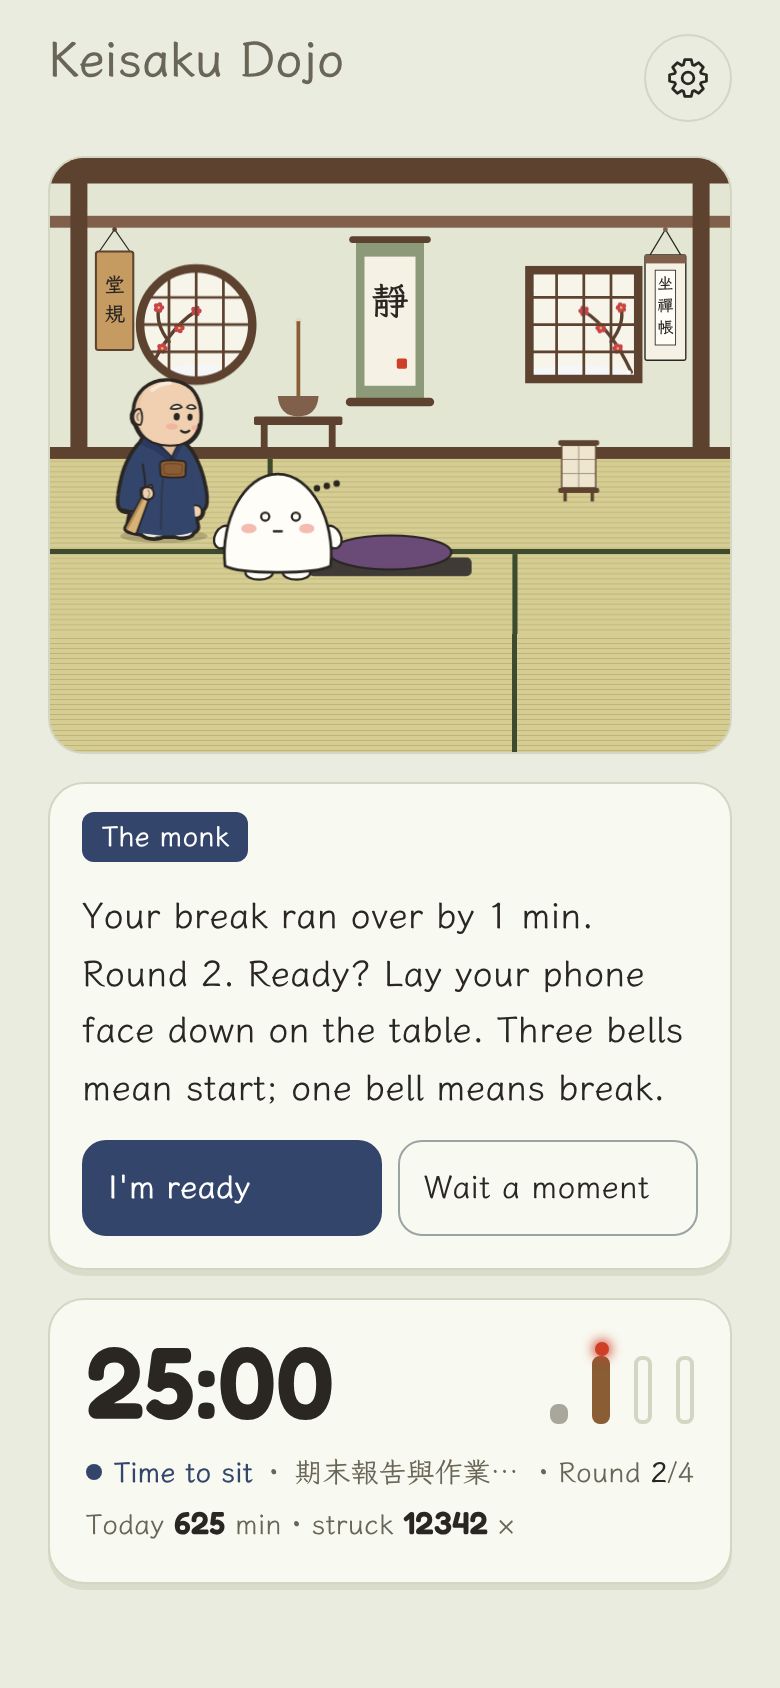 Keisaku Dojo
堂規
靜
坐禪帳
The monk
Your break ran over by 1 min.
Round 2. Ready? Lay your phone
face down on the table. Three bells
mean start; one bell means break.
I'm ready
Wait a moment
25:00
Time to sit · 期末報告與作業… · Round 2/4
Today 625 min · struck 12342 ×